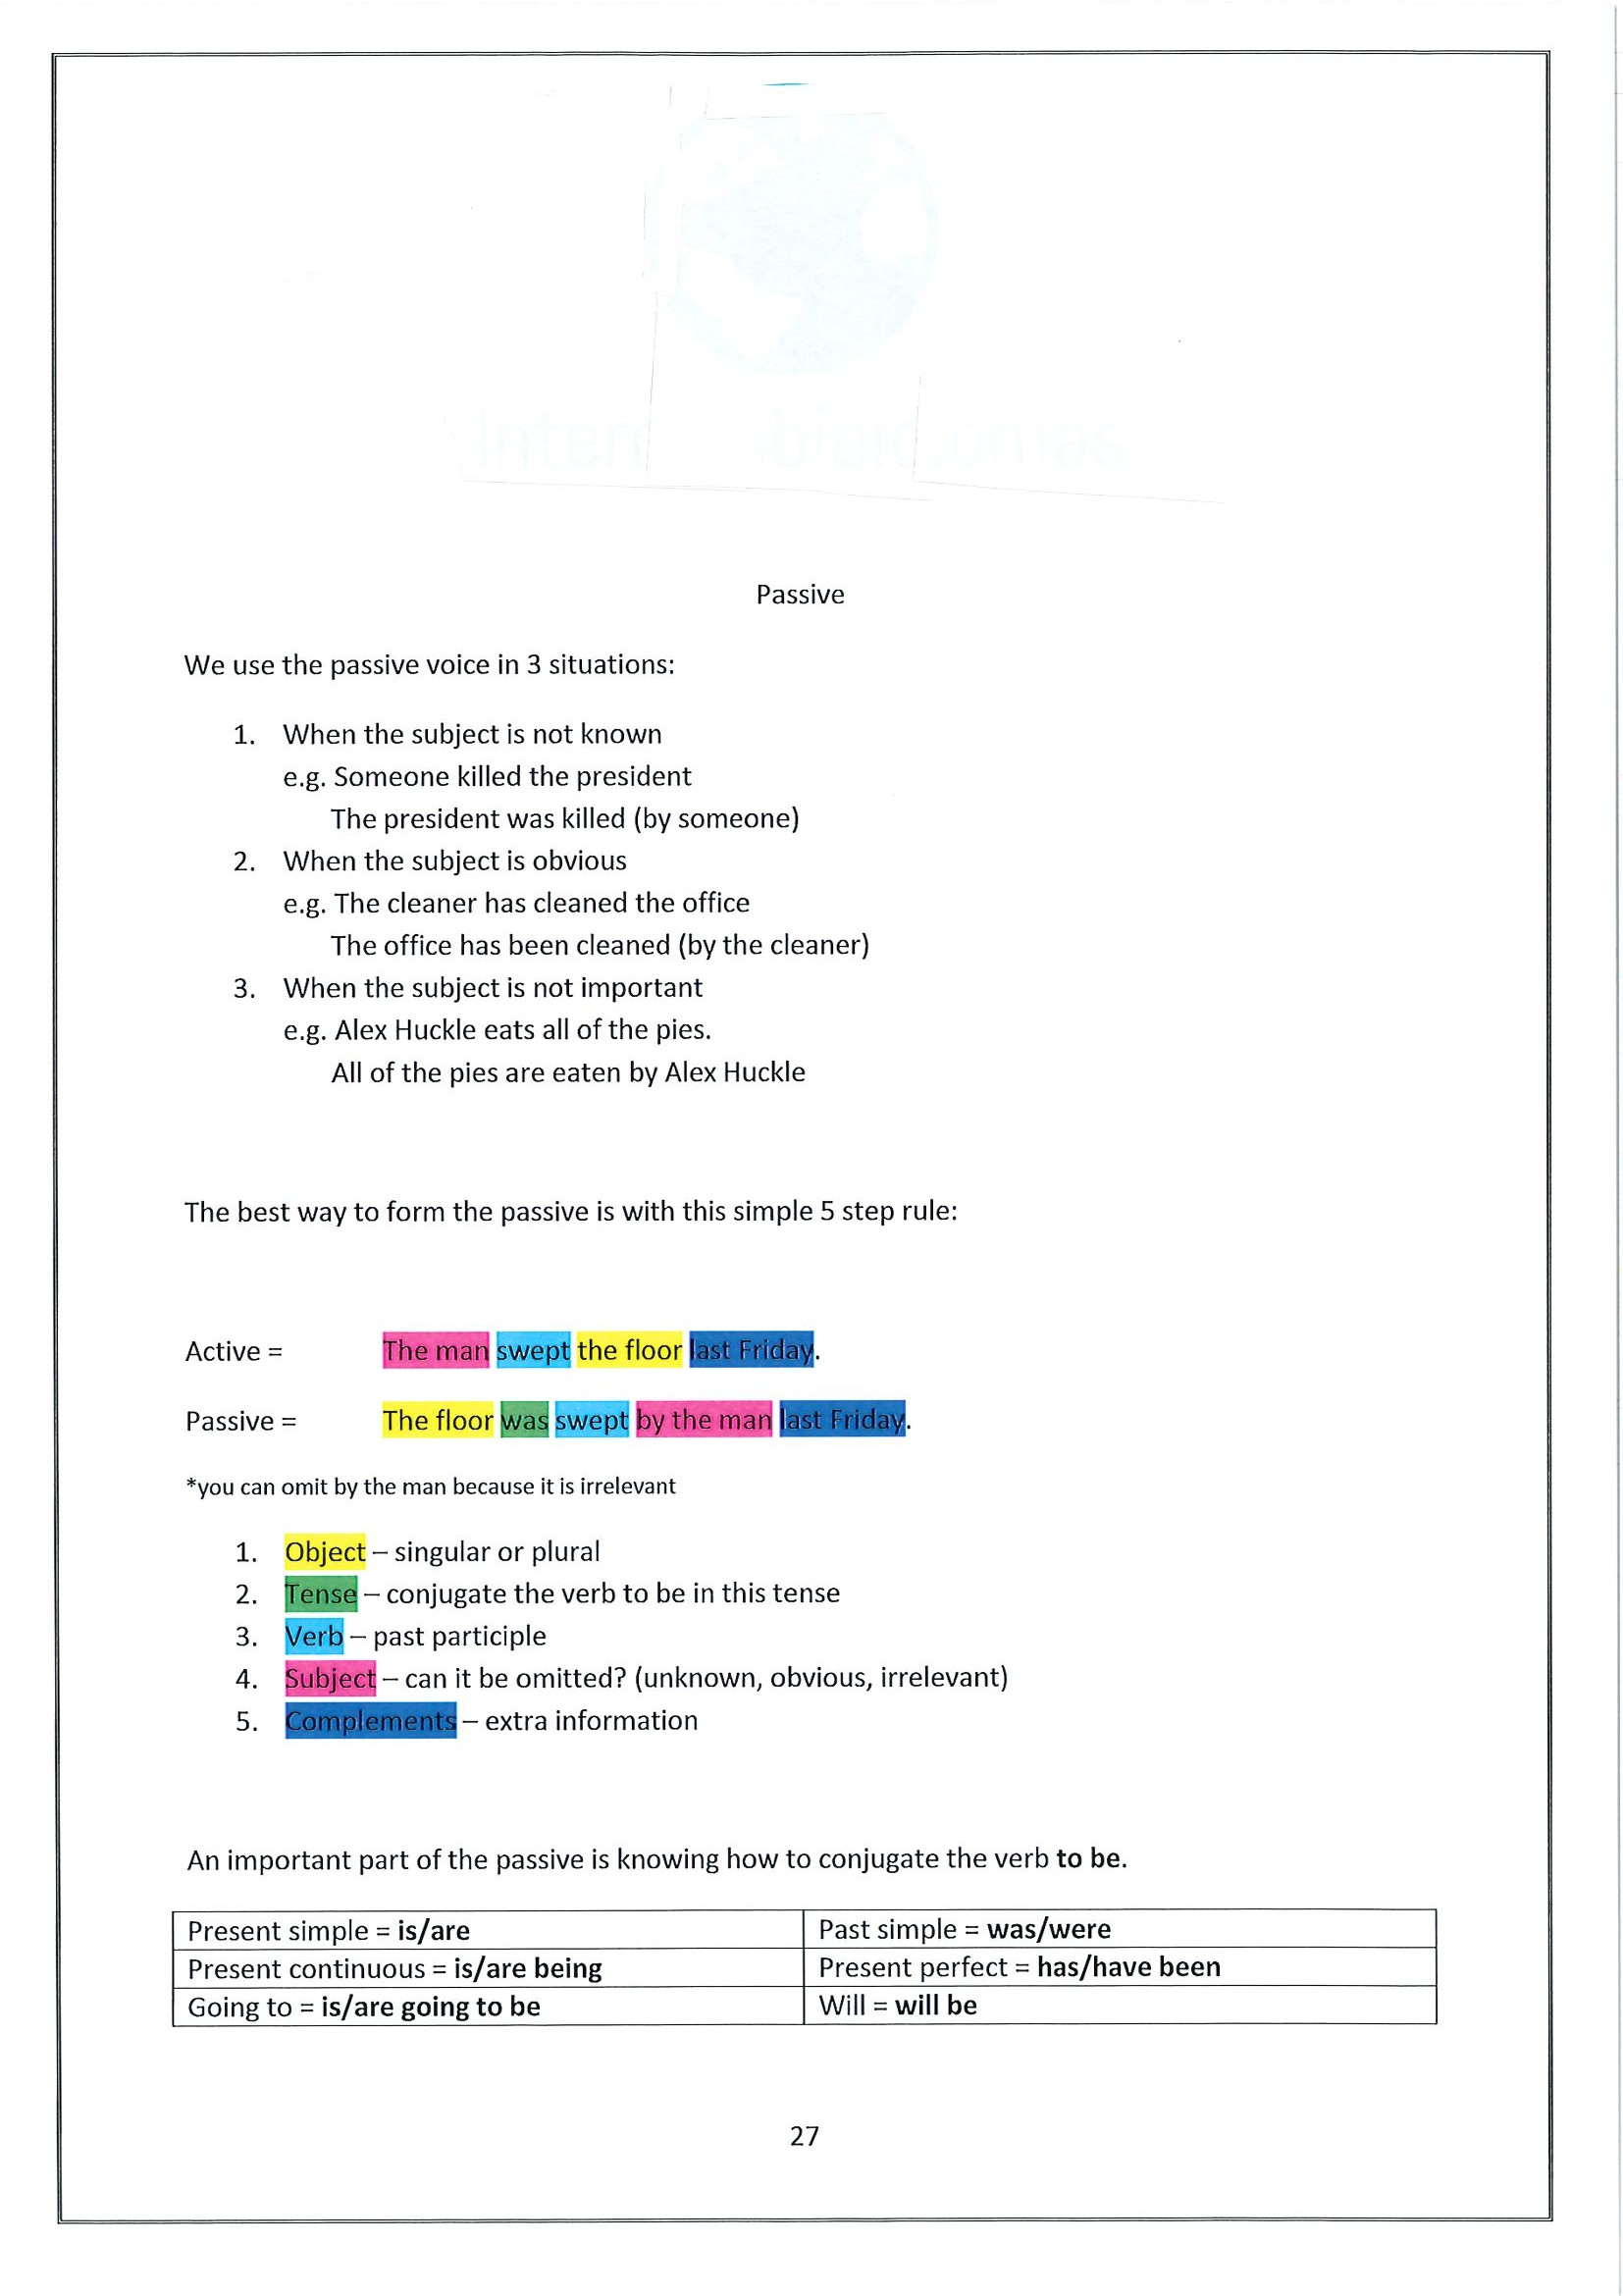 Passive
We use the passive voice in 3 situations:
1. When the subject is not known
e.g. Someone killed the president
The president was killed (by someone)
2. When the subject is obvious
e.g. The cleaner has cleaned the office
The office has been cleaned (by the cleaner)
3. When the subject is not important
e.g. Alex Huckle eats all of the pies.
All of the pies are eaten by Alex Huckle
The best way to form the passive is with this simple 5 step rule:
Active = The man swept the floor last Friday.
Passive = The floor was swept by the man last Friday.
*you can omit by the man because it is irrelevant
1. Object – singular or plural
2. Tense – conjugate the verb to be in this tense
3. Verb – past participle
4. Subject – can it be omitted? (unknown, obvious, irrelevant)
5. Complements – extra information
An important part of the passive is knowing how to conjugate the verb to be.
Present simple = is/are Past simple = was/were
Present continuous = is/are being Present perfect = has/have been
Going to = is/are going to be Will = will be
27